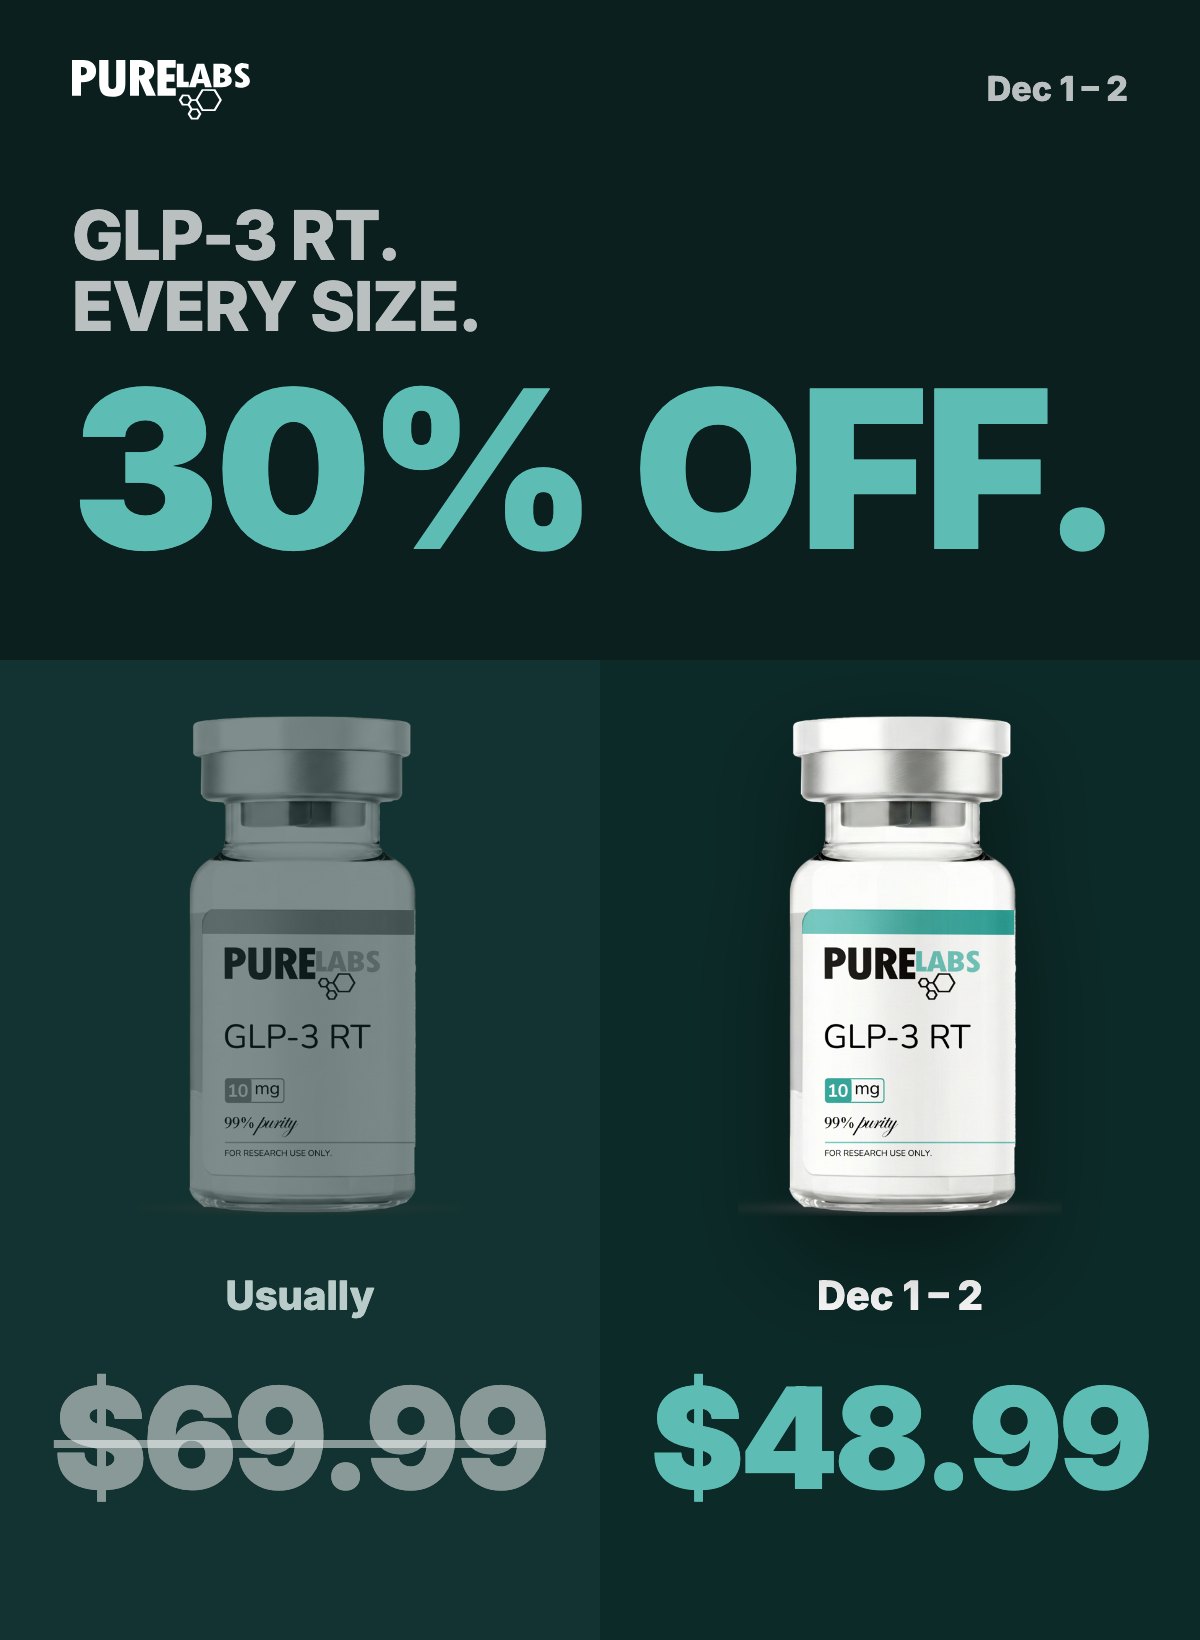 PURELABS
Dec 1 – 2
GLP-3 RT.
EVERY SIZE.
30% OFF.
PURELABS
GLP-3 RT
10 mg
99% purity
FOR RESEARCH USE ONLY.
Usually
$69.99
PURELABS
GLP-3 RT
10 mg
99% purity
FOR RESEARCH USE ONLY.
Dec 1 – 2
$48.99